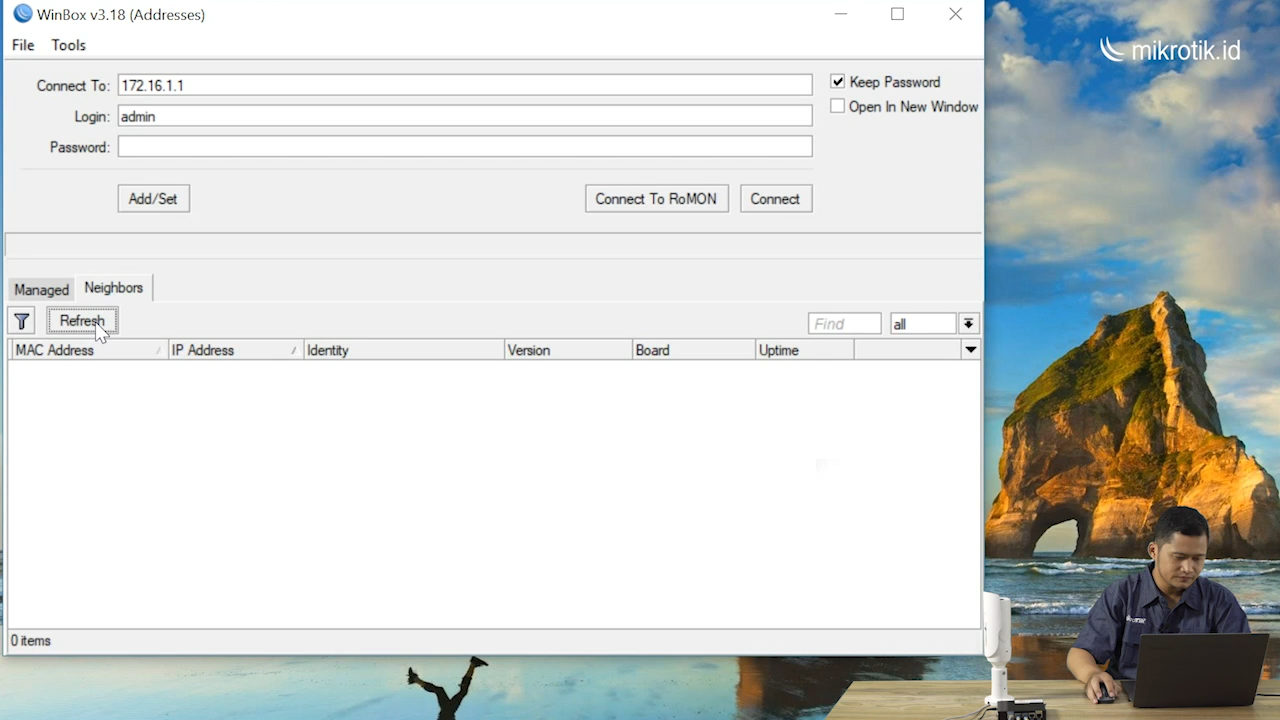 WinBox v3.18 (Addresses)
mikrotik.id
File Tools
Connect To: 172.16.1.1
Keep Password
Login: admin
Open In New Window
Password:
Add/Set
Connect To RoMON
Connect
Managed
Neighbors
Refresh
Find
all
MAC Address
IP Address
Identity
Version
Board
Uptime
0 items